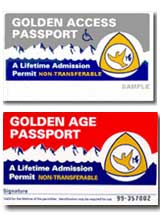 GOLDEN ACCESS
PASSPORT
A Lifetime Admission
Permit NON-TRANSFERABLE
SAMPLE
GOLDEN AGE
PASSPORT
A Lifetime Admission
Permit NON-TRANSFERABLE
Signature
99-357002